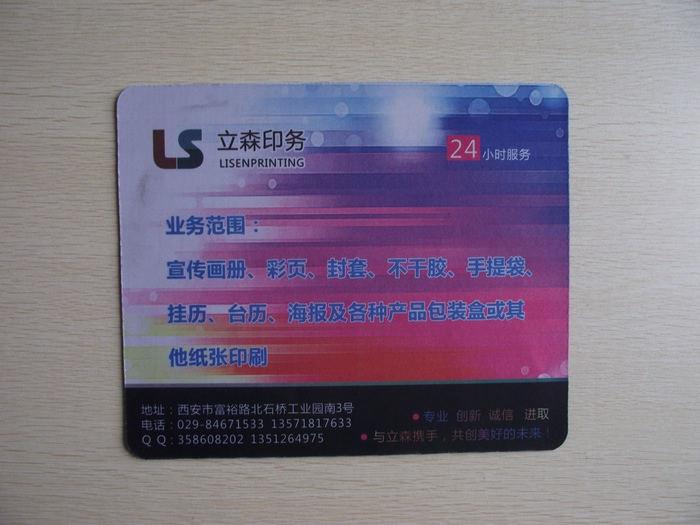 LS 立森印务
LISENPRINTING
24小时服务
业务范围：
宣传画册、彩页、封套、不干胶、手提袋、
挂历、台历、海报及各种产品包装盒或其
他纸张印刷
地址：西安市富裕路北石桥工业园南3号
电话：029-84671533 13571817633
QQ：358608202 1351264975
●专业 创新 诚信 进取
●与立森携手，共创美好的未来！